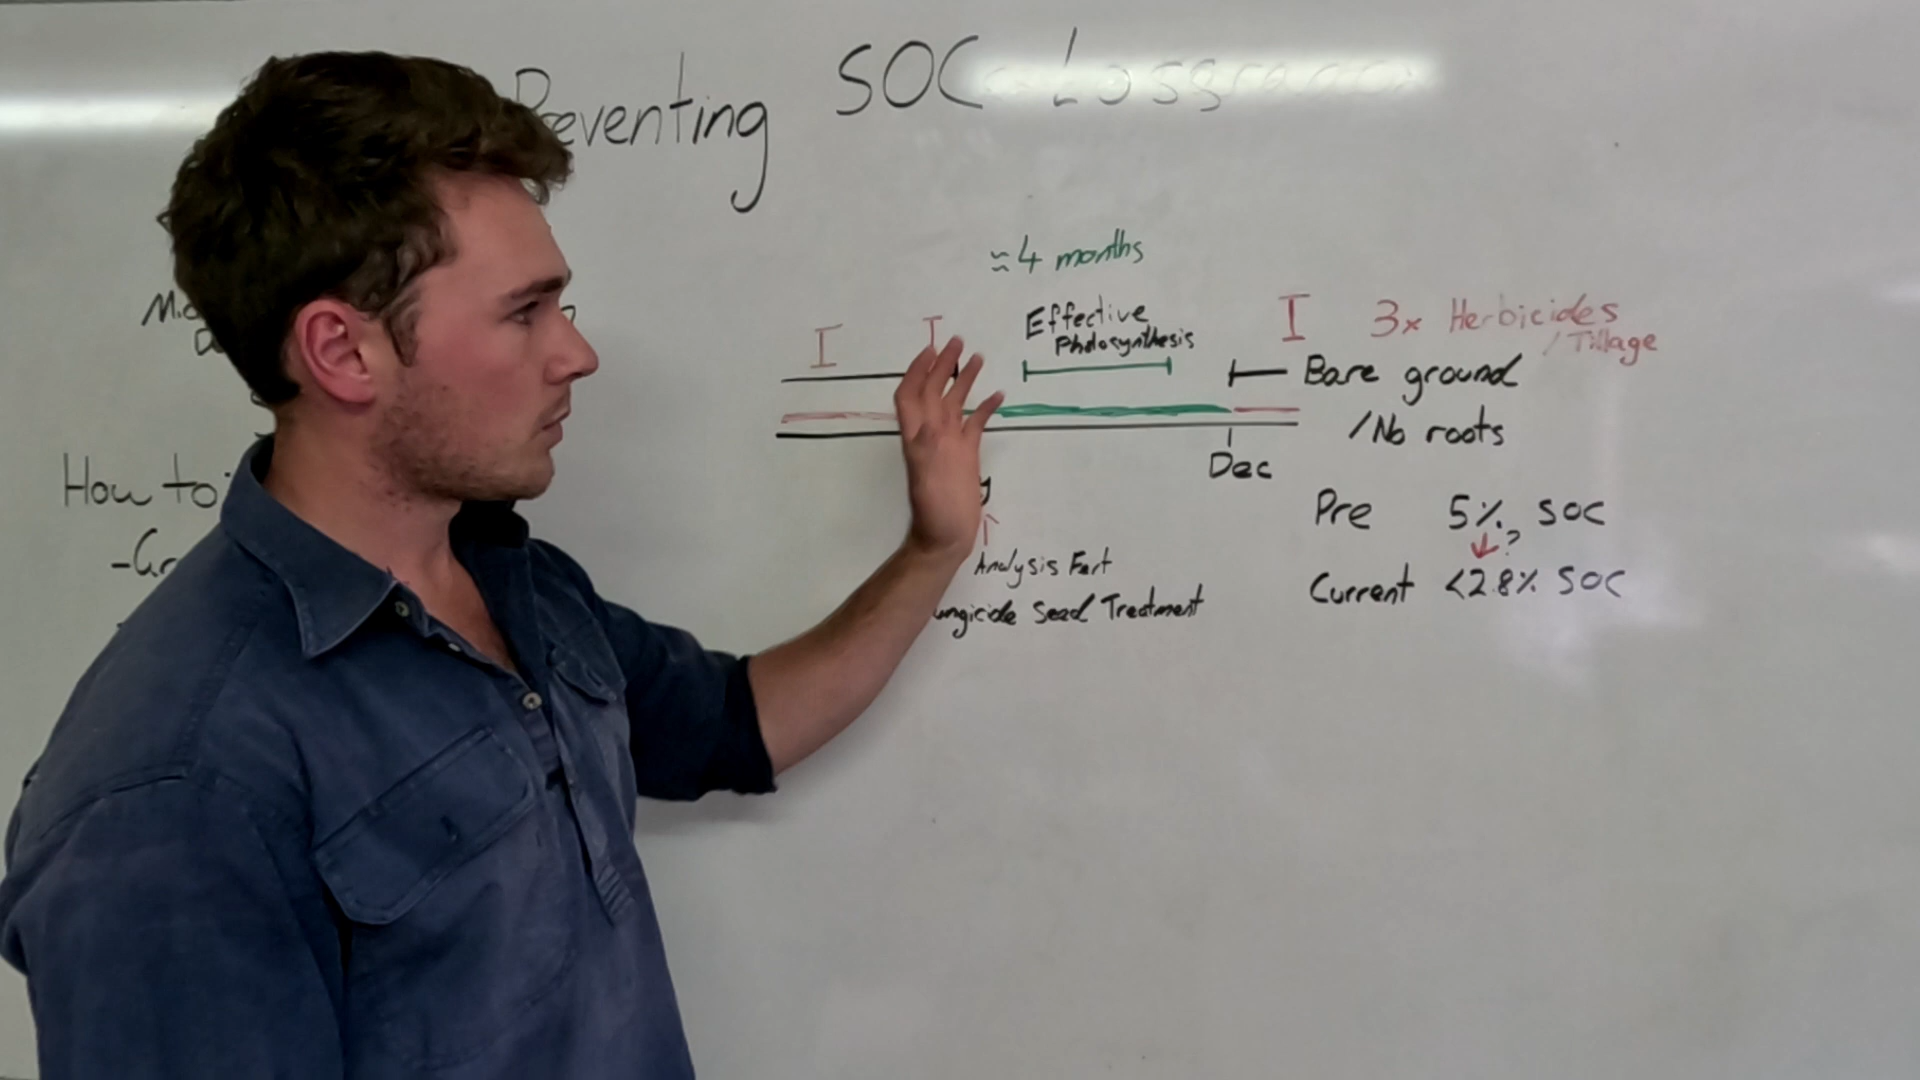 Preventing SOC Loss
≈4 months
Effective
Photosynthesis
I I I 3x Herbicides
/Tillage
Bare ground
/No roots
Dec
How to
Pre 5% SOC
?
Current <2.8% SOC
Analysis Fert
Seed Treatment